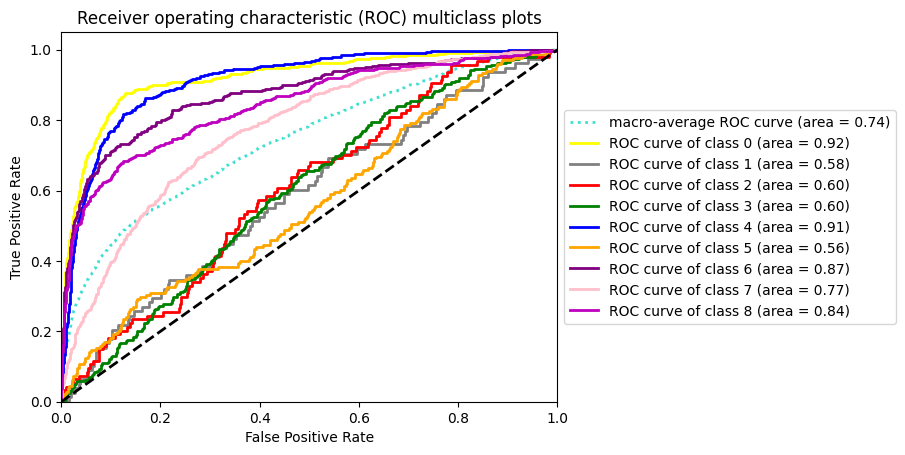 Receiver operating characteristic (ROC) multiclass plots
1.0
0.8
0.6
0.4
0.2
0.0
True Positive Rate
0.0
0.2
0.4
0.6
0.8
1.0
False Positive Rate
macro-average ROC curve (area = 0.74)
ROC curve of class 0 (area = 0.92)
ROC curve of class 1 (area = 0.58)
ROC curve of class 2 (area = 0.60)
ROC curve of class 3 (area = 0.60)
ROC curve of class 4 (area = 0.91)
ROC curve of class 5 (area = 0.56)
ROC curve of class 6 (area = 0.87)
ROC curve of class 7 (area = 0.77)
ROC curve of class 8 (area = 0.84)